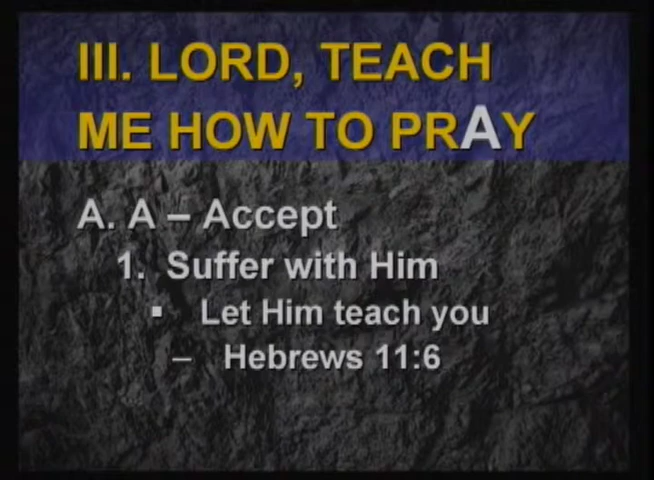 III. LORD, TEACH
ME HOW TO PRAY
A. A – Accept
1. Suffer with Him
▪ Let Him teach you
– Hebrews 11:6